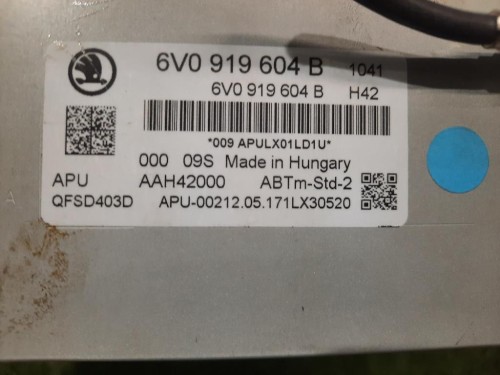 6V0 919 604 B 1041
6V0 919 604 B H42
*009 APULX01LD1U*
000 09S Made in Hungary
APU AAH42000 ABTm-Std-2
QFSD403D APU-00212.05.171LX30520